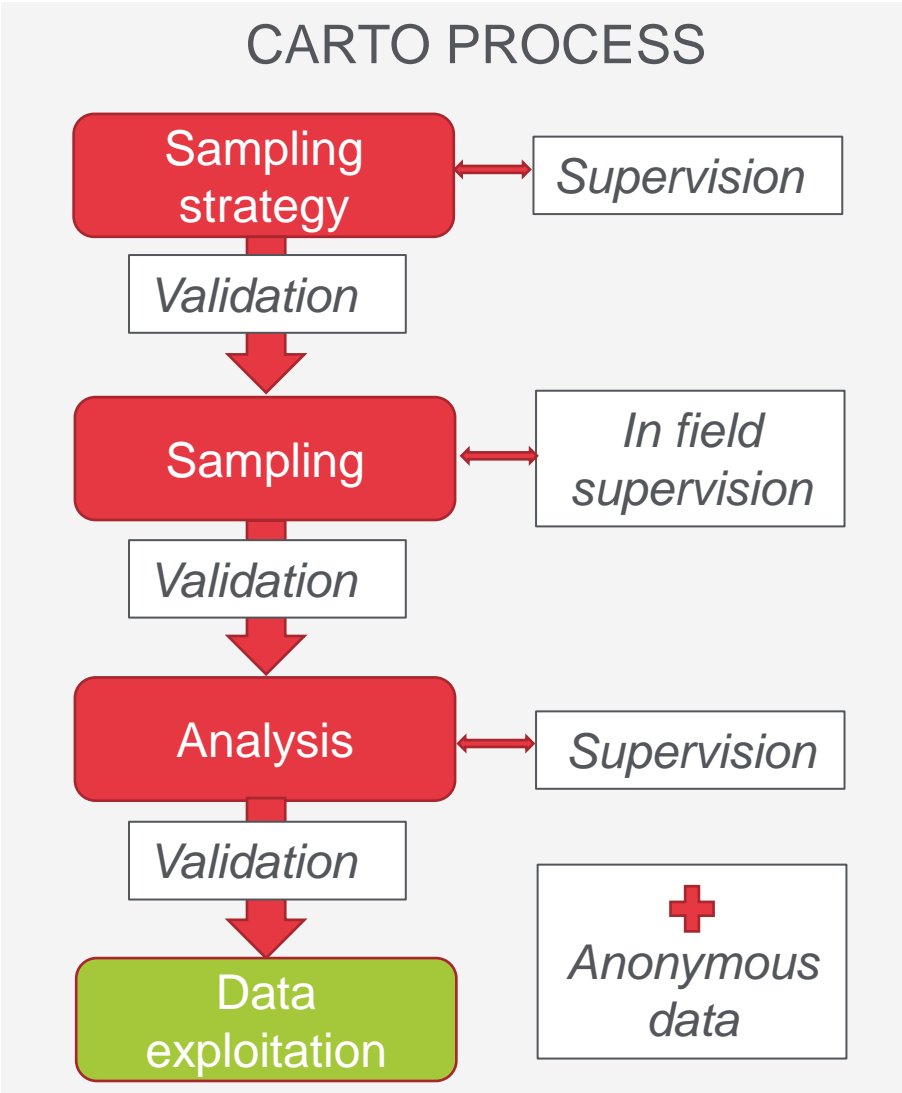 CARTO PROCESS
Sampling
strategy
Supervision
Validation
Sampling
In field
supervision
Validation
Analysis
Supervision
Validation
Data
exploitation
Anonymous
data